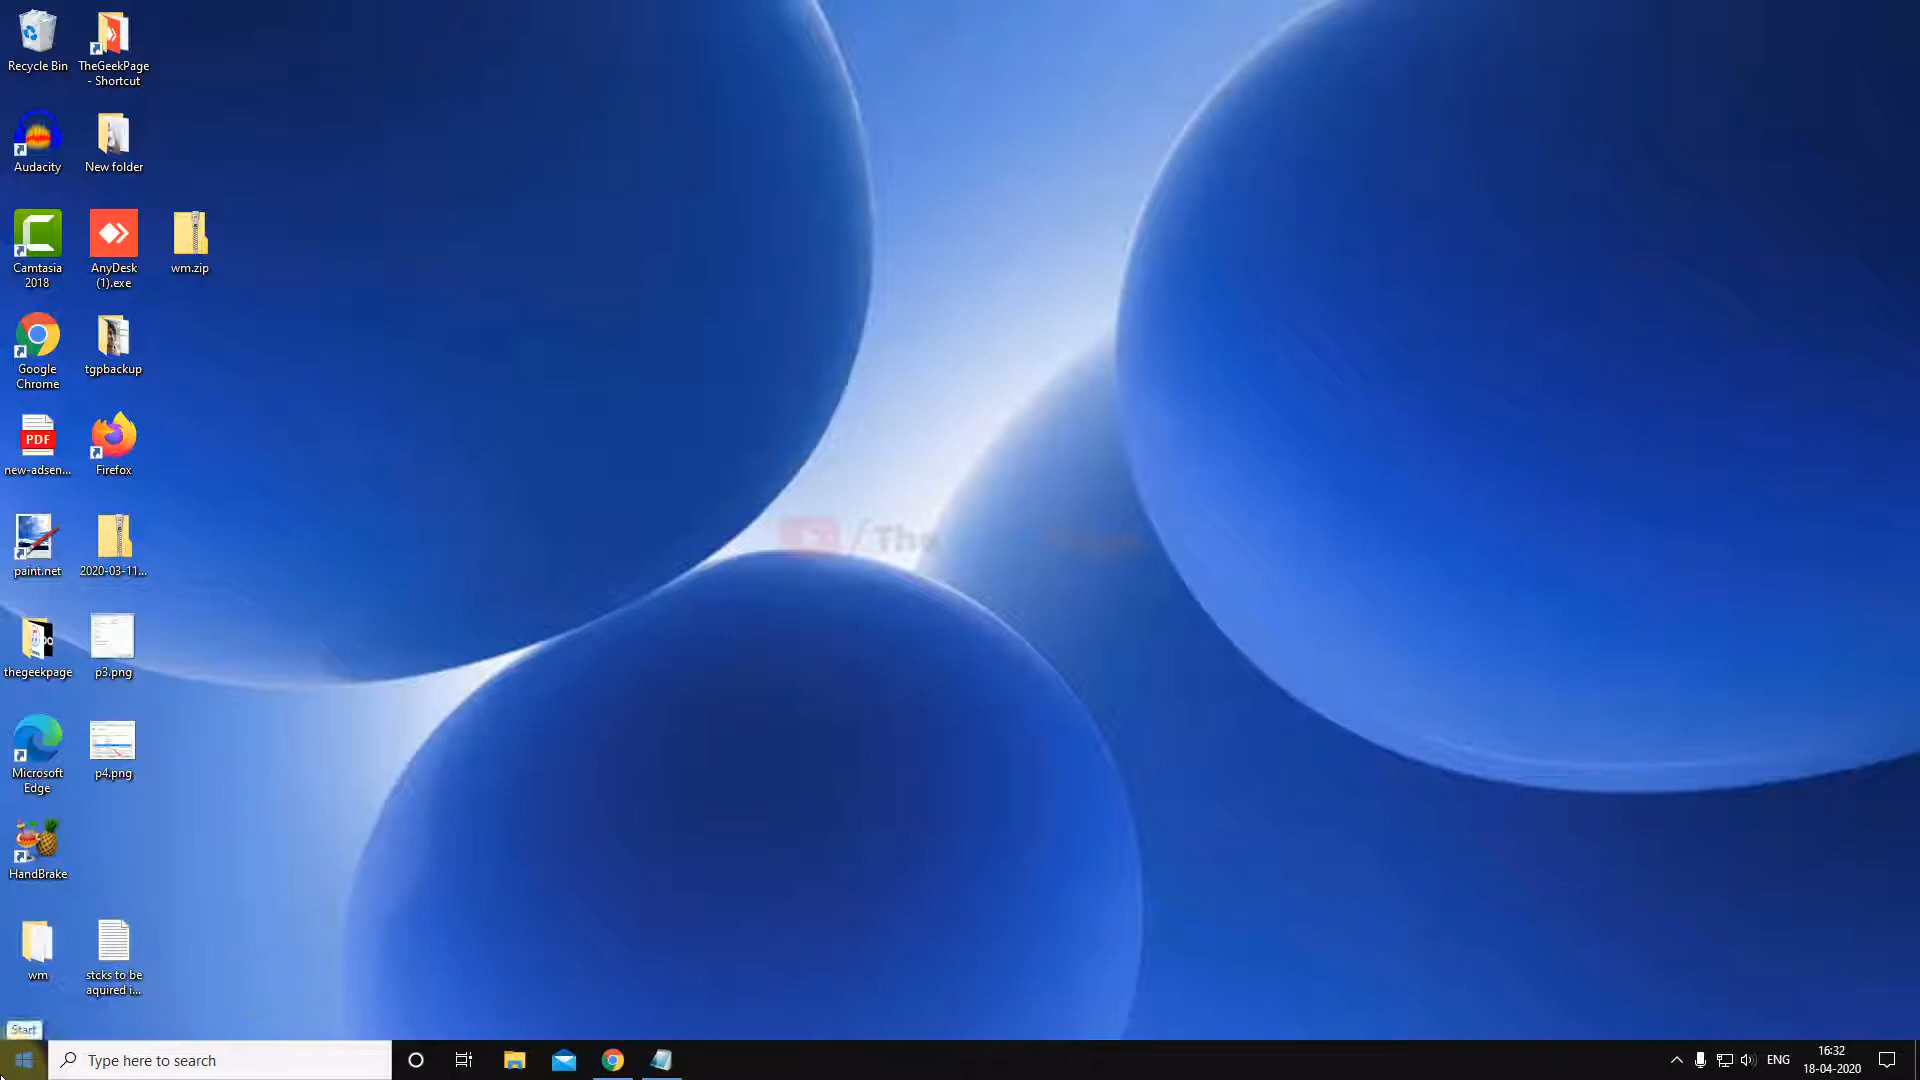 Recycle Bin
TheGeekPage
- Shortcut
Audacity
New folder
Camtasia
2018
AnyDesk
(1).exe
wm.zip
Google
Chrome
tgpbackup
PDF
new-adsen...
Firefox
paint.net
2020-03-11...
/The
thegeekpage
p3.png
Microsoft
Edge
p4.png
HandBrake
wm
stcks to be
aquired i...
Start
Type here to search
ENG
16:32
18-04-2020